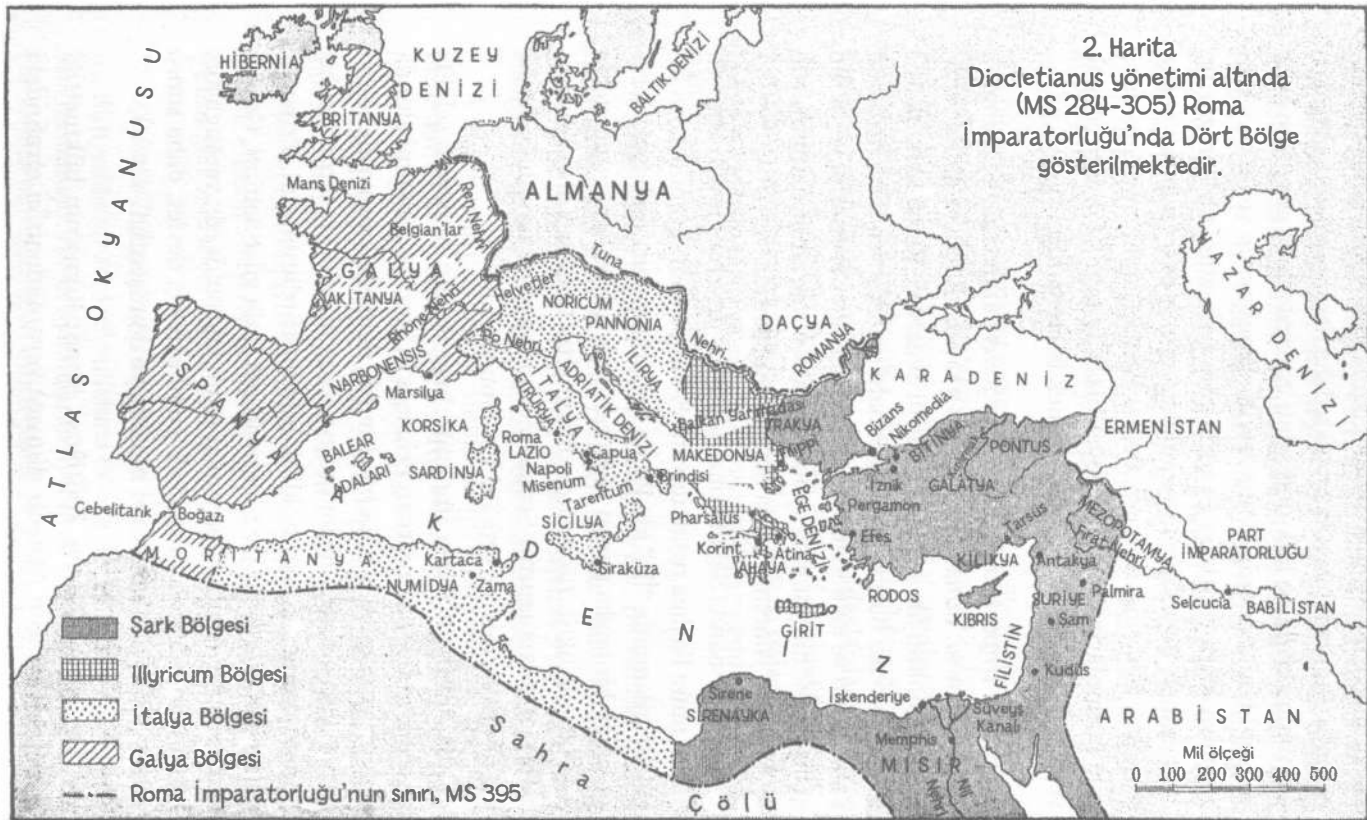 2. Harita
Diocletianus yönetimi altında
(MS 284-305) Roma
İmparatorluğu'nda Dört Bölge
gösterilmektedir.
ATLAS OKYANUSU
HİBERNİA
KUZEY
DENİZİ
BALTIK DENİZİ
BRİTANYA
Manş Denizi
Ren Nehri
ALMANYA
Belgian'lar
GALYA
AKİTANYA
Rhône Nehri
Helvetler
Tuna
Nehri
NORICUM
PANNONIA
DAÇYA
ROMANYA
HAZAR DENİZİ
NARBONENSIS
Marsilya
Po Nehri
İTALYA
ETRURYA
ADRİATİK DENİZİ
İLİRYA
Balkan Yarımadası
TRAKYA
KARADENİZ
Bizans
Nikomedia
BİTİNYA
PONTUS
ERMENİSTAN
İSPANYA
KORSİKA
BALEAR
ADALARI
SARDİNYA
Roma
LAZIO
Capua
Napoli
Misenum
Brindisi
Tarentum
MAKEDONYA
Filippi
İznik
GALATYA
Pergamon
EGE DENİZİ
Efes
Tarsus
KİLİKYA
MEZOPOTAMYA
Fırat Nehri
PART
İMPARATORLUĞU
Cebelitarık
Boğazı
MORİTANYA
Kartaca
NUMİDYA
Zama
SİCİLYA
Siraküza
Pharsalus
Korint
Atina
AHAYA
RODOS
KIBRIS
Antakya
SURİYE
Palmira
Şam
Selcucia
BABİLİSTAN
AKDENİZ
GİRİT
FİLİSTİN
Kudüs
Sirene
SİRENAYKA
İskenderiye
Süveyş
Kanalı
Memphis
MISIR
Nil
Nehri
ARABİSTAN
Sahra
Çölü
Şark Bölgesi
Illyricum Bölgesi
İtalya Bölgesi
Galya Bölgesi
Roma İmparatorluğu'nun sınırı, MS 395
Mil ölçeği
0 100 200 300 400 500